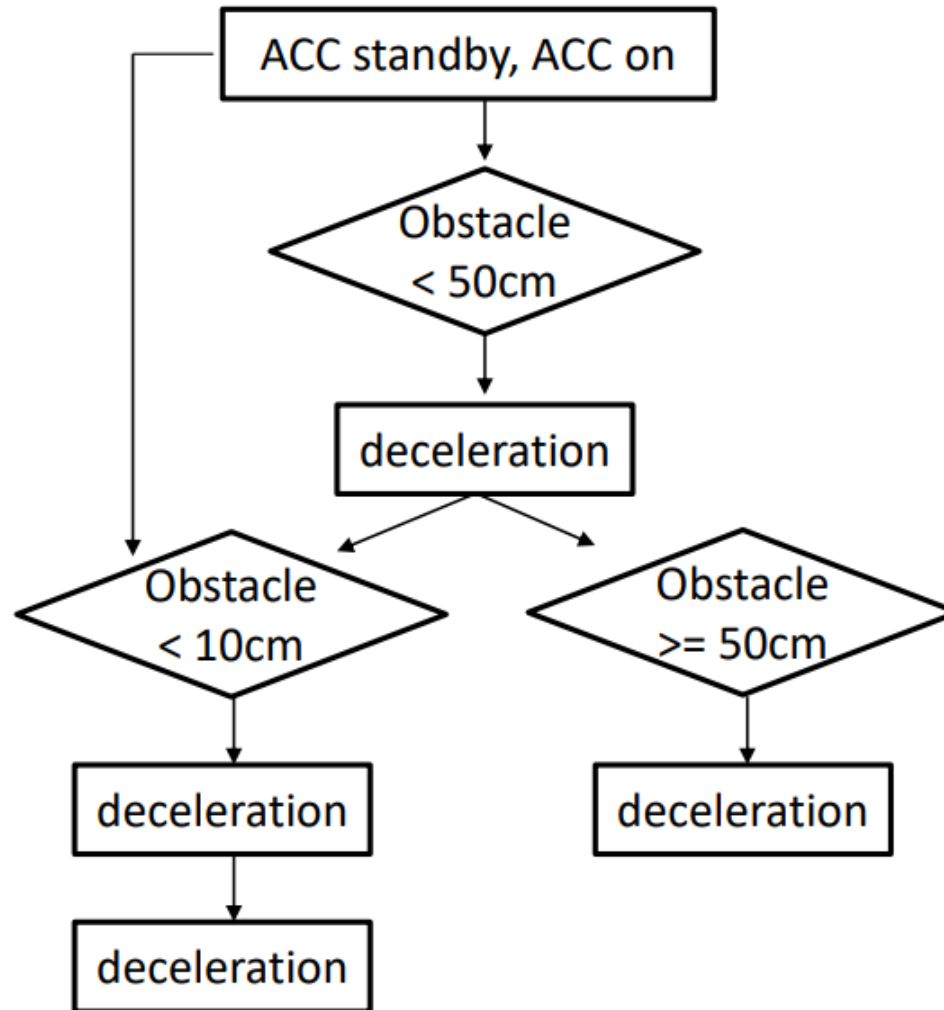 ACC standby, ACC on
Obstacle
< 50cm
deceleration
Obstacle
< 10cm
Obstacle
>= 50cm
deceleration
deceleration
deceleration